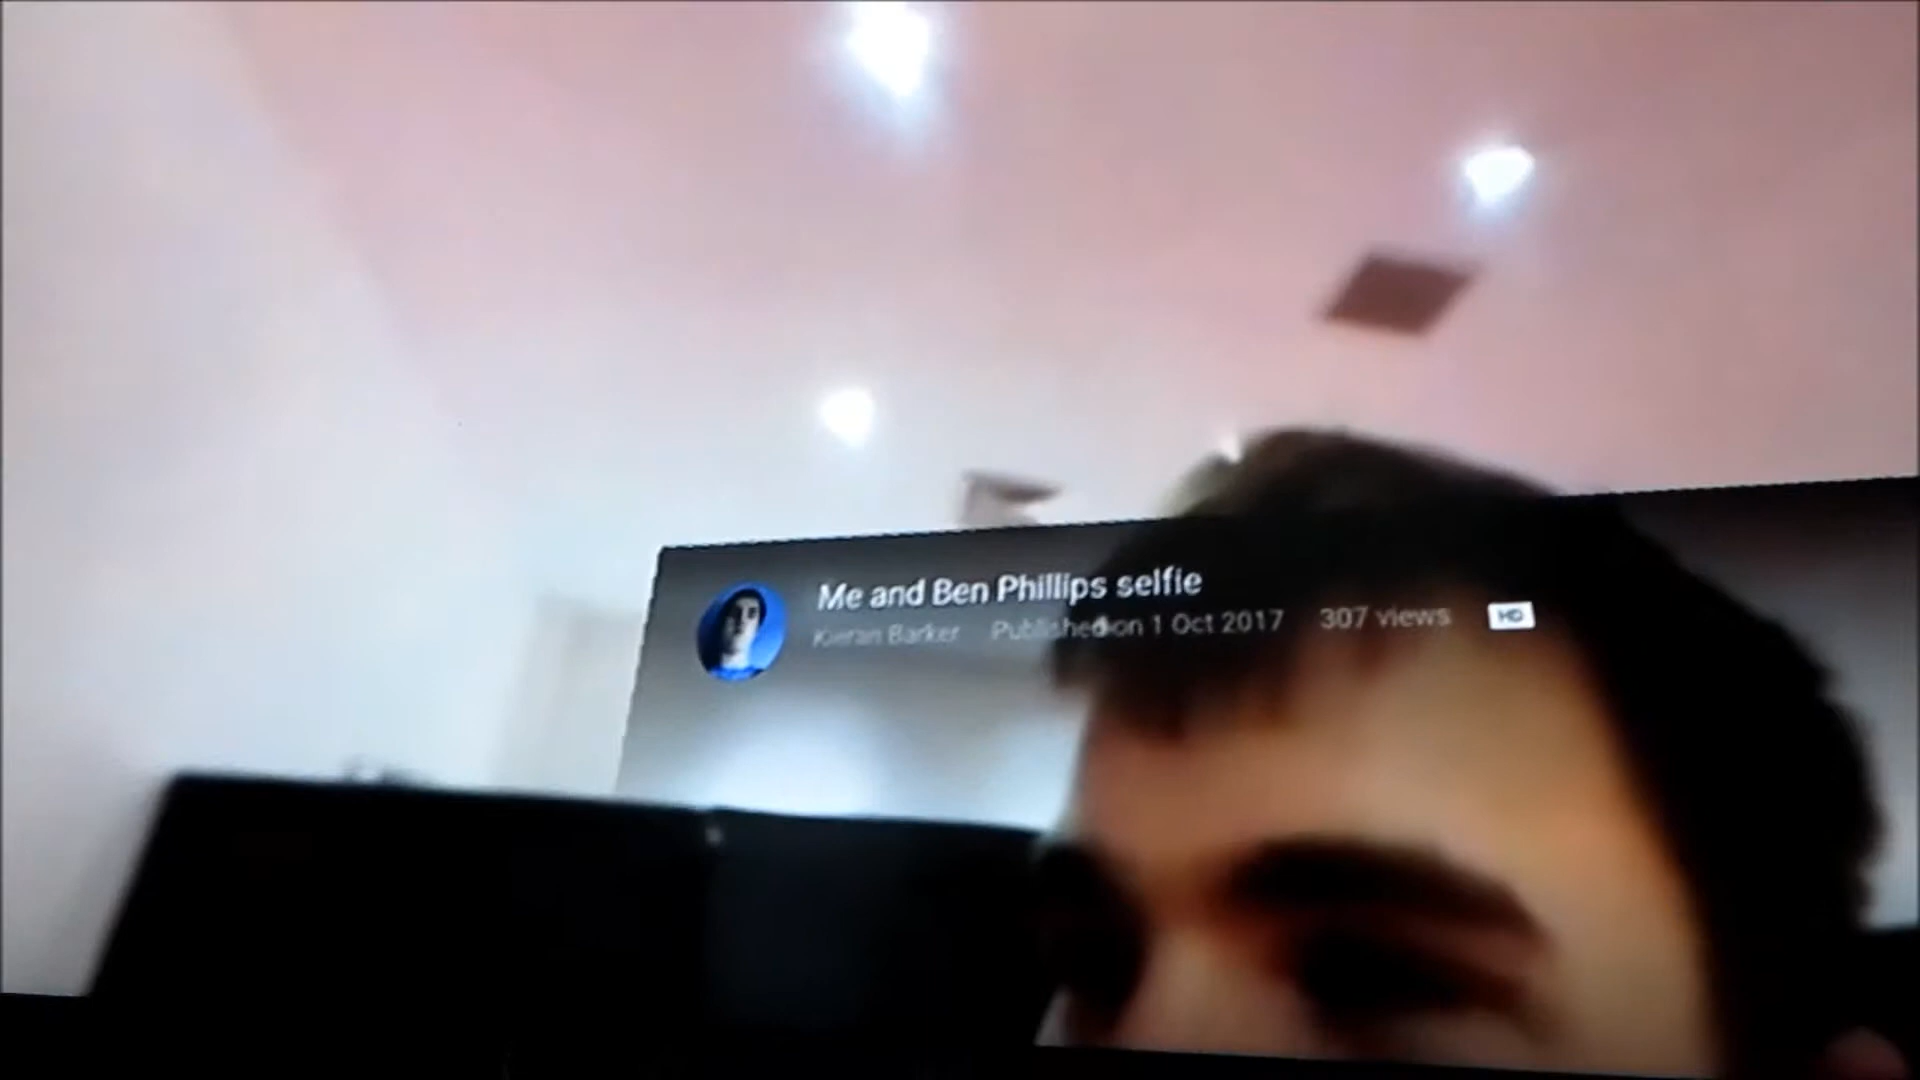 Me and Ben Phillips selfie
Kieran Barker Published on 1 Oct 2017 307 views HD